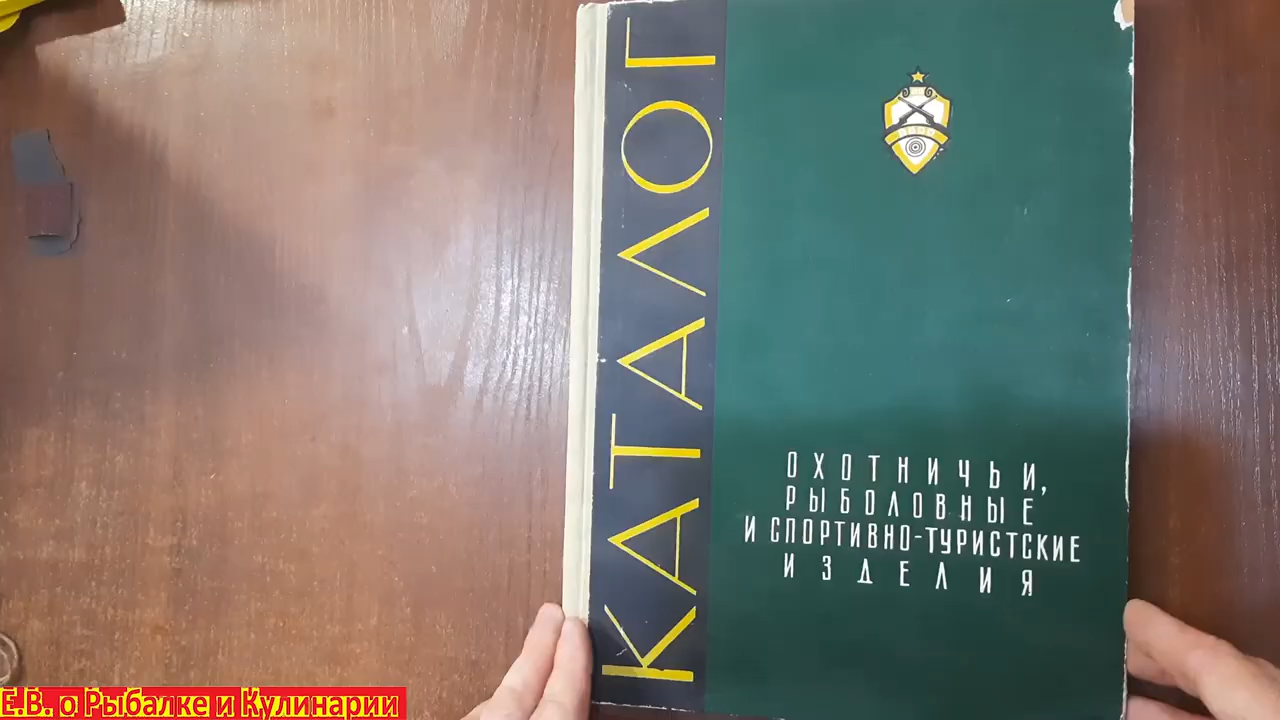 КАТАЛОГ
ОХОТНИЧЬИ,
РЫБОЛОВНЫЕ
И СПОРТИВНО-ТУРИСТСКИЕ
ИЗДЕЛИЯ
Е.В. о Рыбалке и Кулинарии